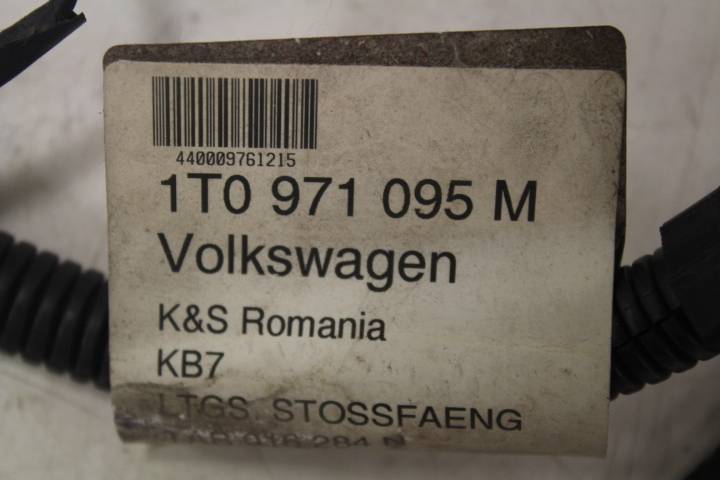 440009761215
1T0 971 095 M
Volkswagen
K&S Romania
KB7
LTGS. STOSSFAENG